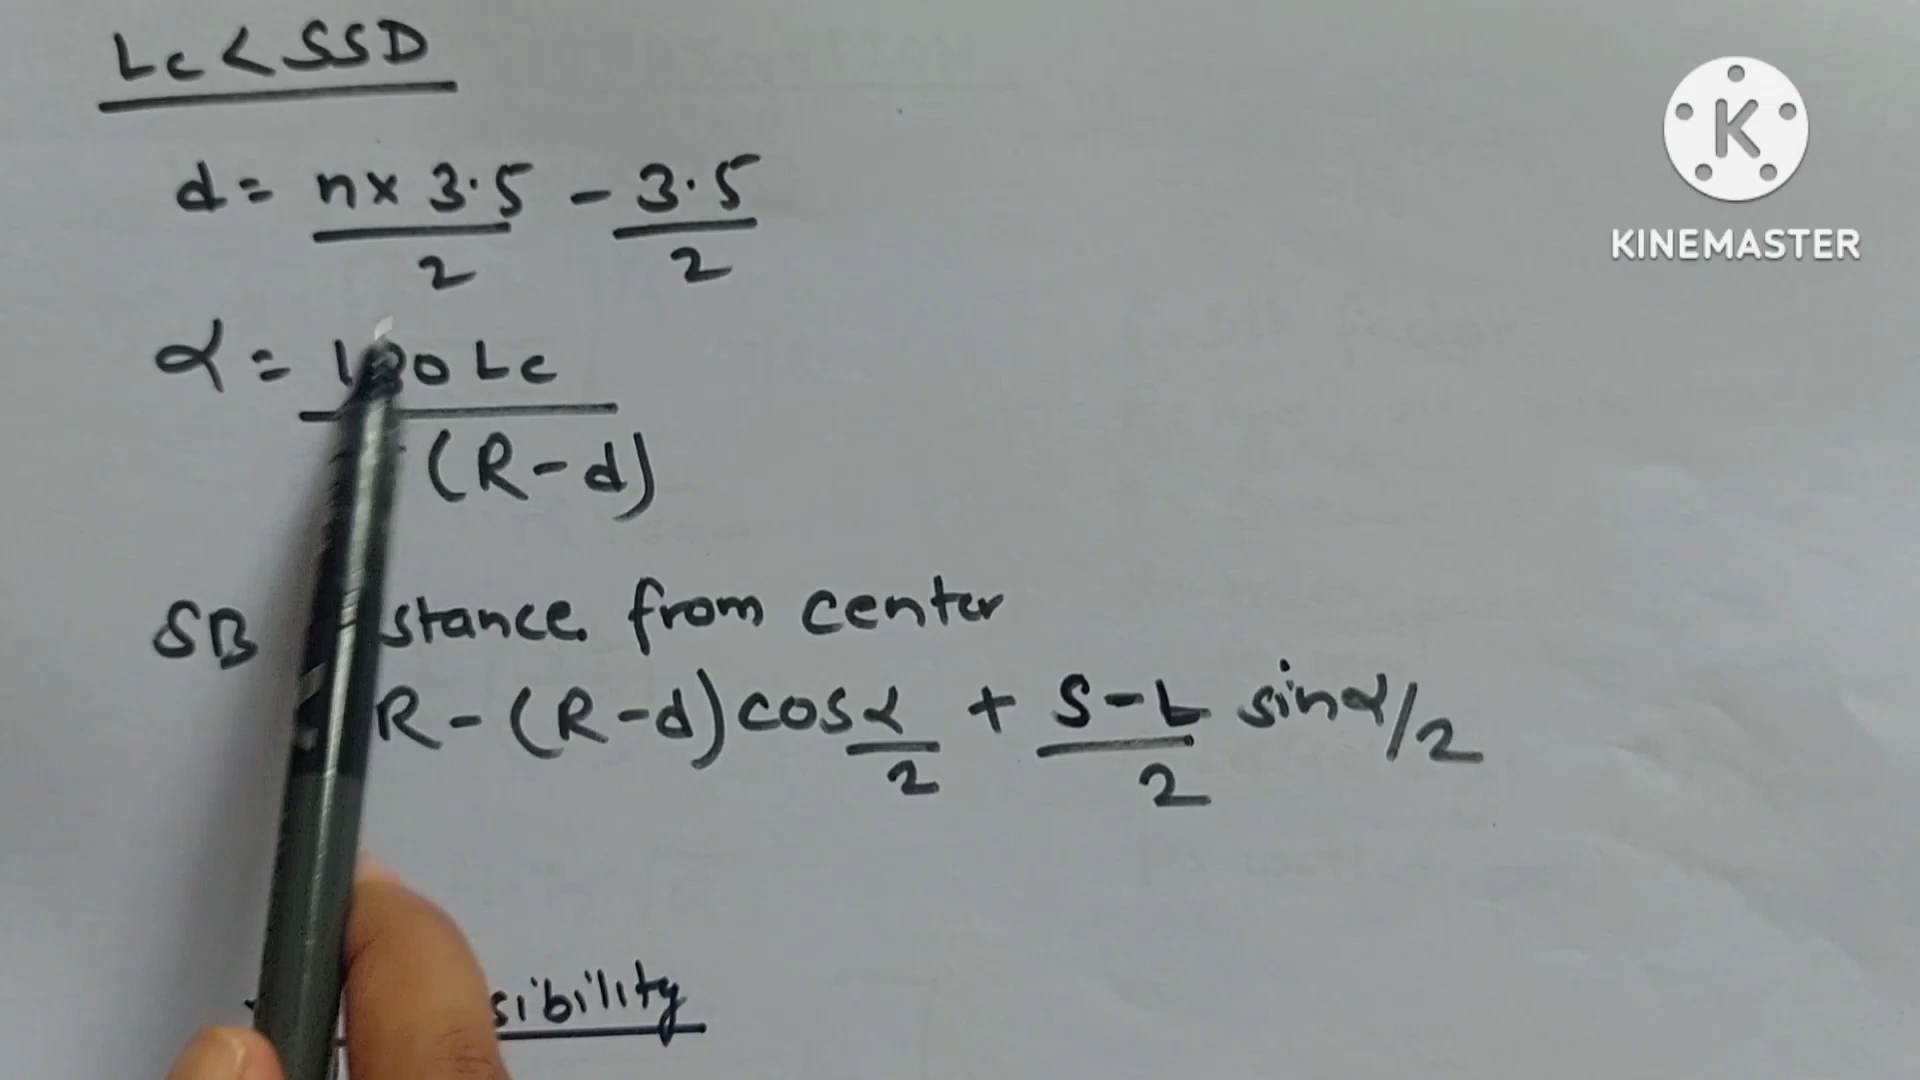 Lc < SSD
d = n x 3.5 / 2 - 3.5 / 2
α = 180 Lc
(R-d)
SB stance from center
R - (R-d) cos α/2 + S-L/2 sin α/2
sibility
K
KINEMASTER